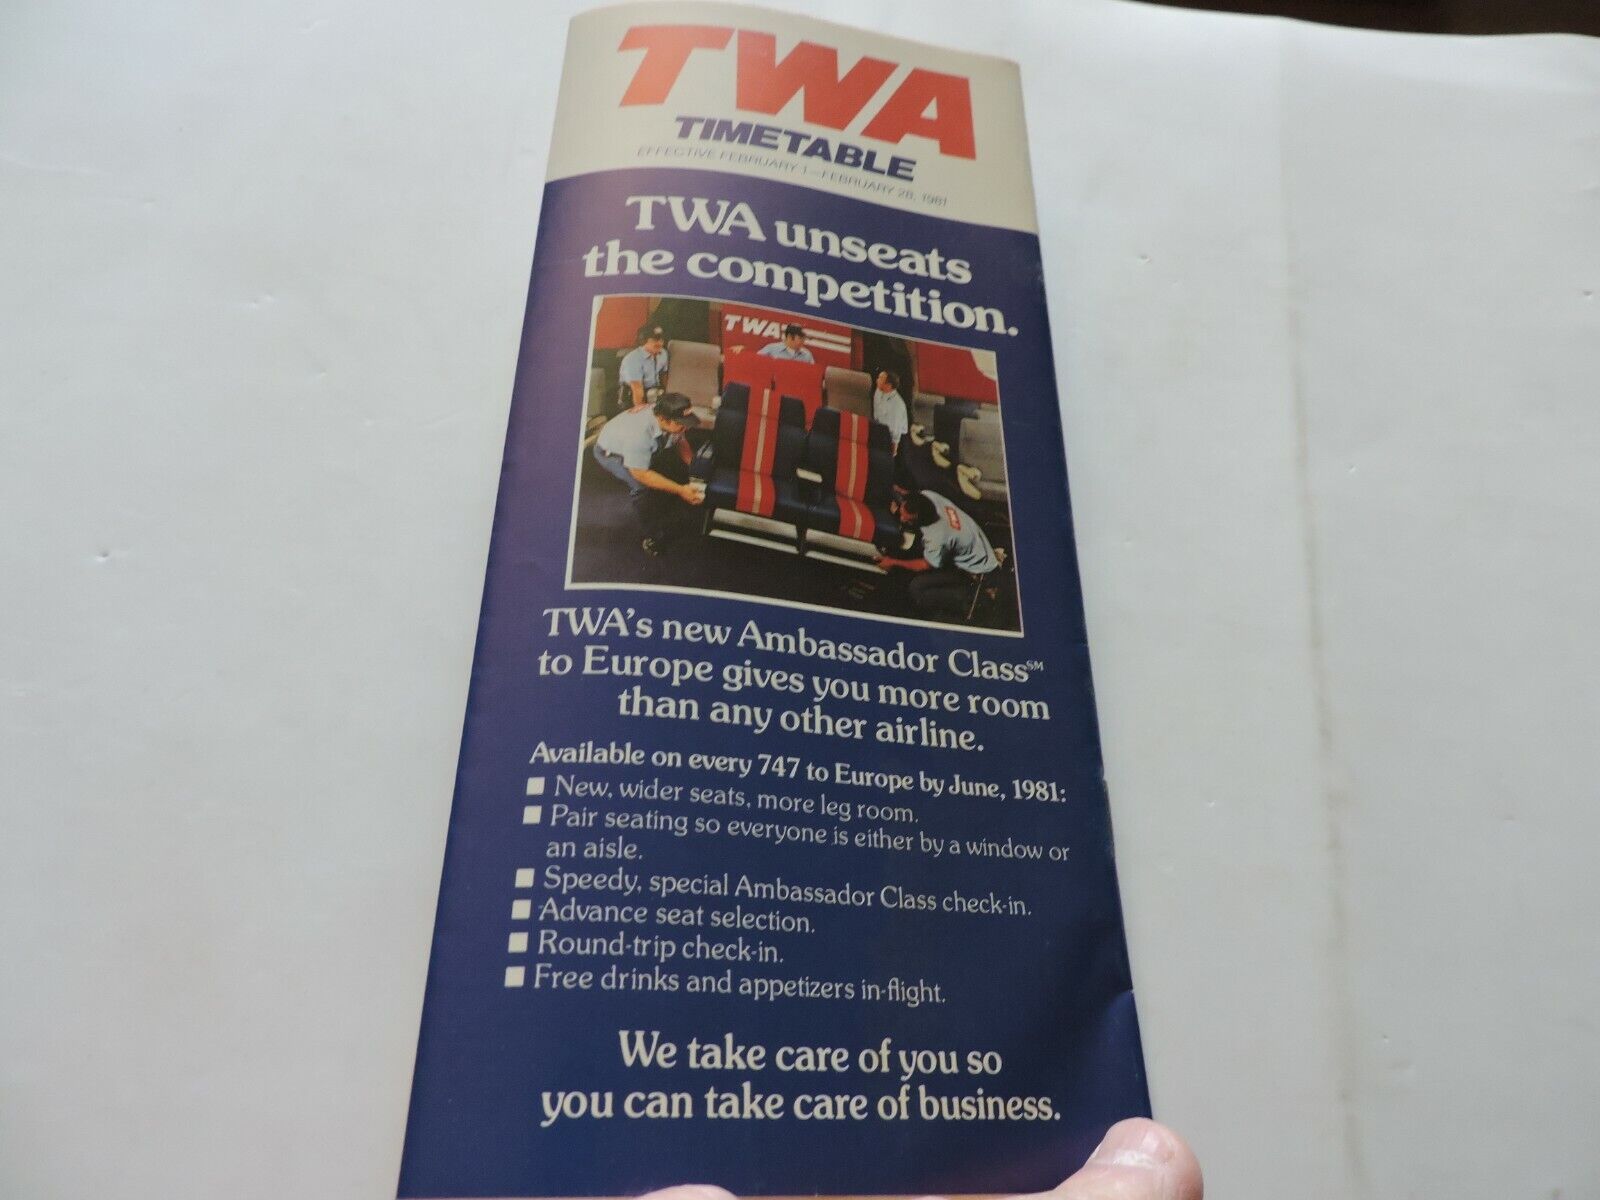 TWA
TIMETABLE
EFFECTIVE FEBRUARY 1—FEBRUARY 28, 1981
TWA unseats
the competition.
TWA
TWA's new Ambassador Class℠
to Europe gives you more room
than any other airline.
Available on every 747 to Europe by June, 1981:
■ New, wider seats, more leg room.
■ Pair seating so everyone is either by a window or
an aisle.
■ Speedy, special Ambassador Class check-in.
■ Advance seat selection.
■ Round-trip check-in.
■ Free drinks and appetizers in-flight.
We take care of you so
you can take care of business.